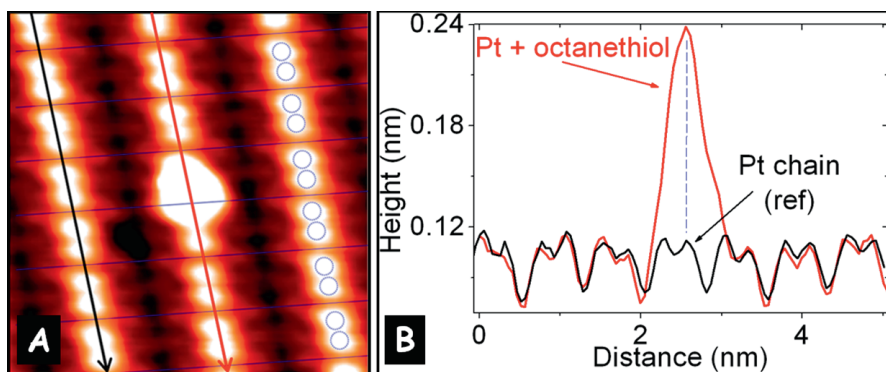 A
B
0.24
0.18
0.12
Height (nm)
Pt + octanethiol
Pt chain
(ref)
0
2
4
Distance (nm)